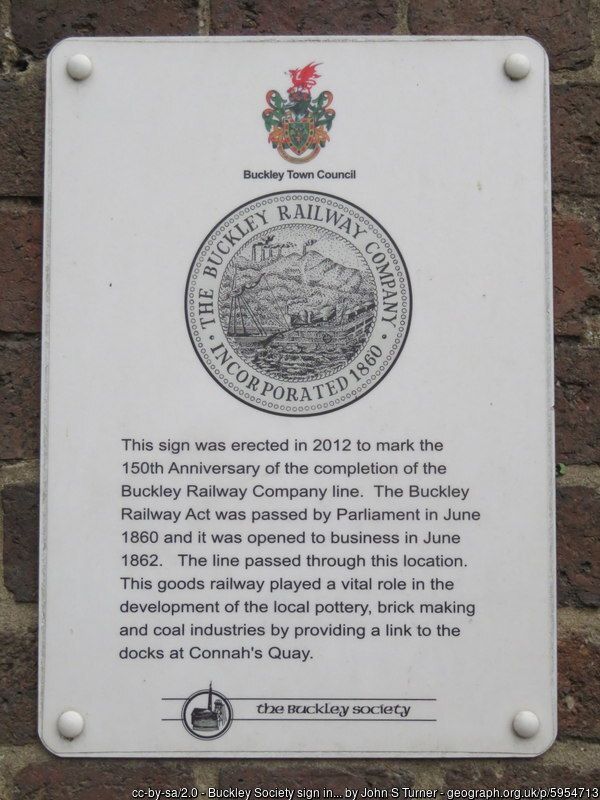 Buckley Town Council
THE BUCKLEY RAILWAY COMPANY
• INCORPORATED 1860 •
This sign was erected in 2012 to mark the
150th Anniversary of the completion of the
Buckley Railway Company line.  The Buckley
Railway Act was passed by Parliament in June
1860 and it was opened to business in June
1862.   The line passed through this location.
This goods railway played a vital role in the
development of the local pottery, brick making
and coal industries by providing a link to the
docks at Connah's Quay.
the Buckley society
cc-by-sa/2.0 - Buckley Society sign in... by John S Turner - geograph.org.uk/p/5954713